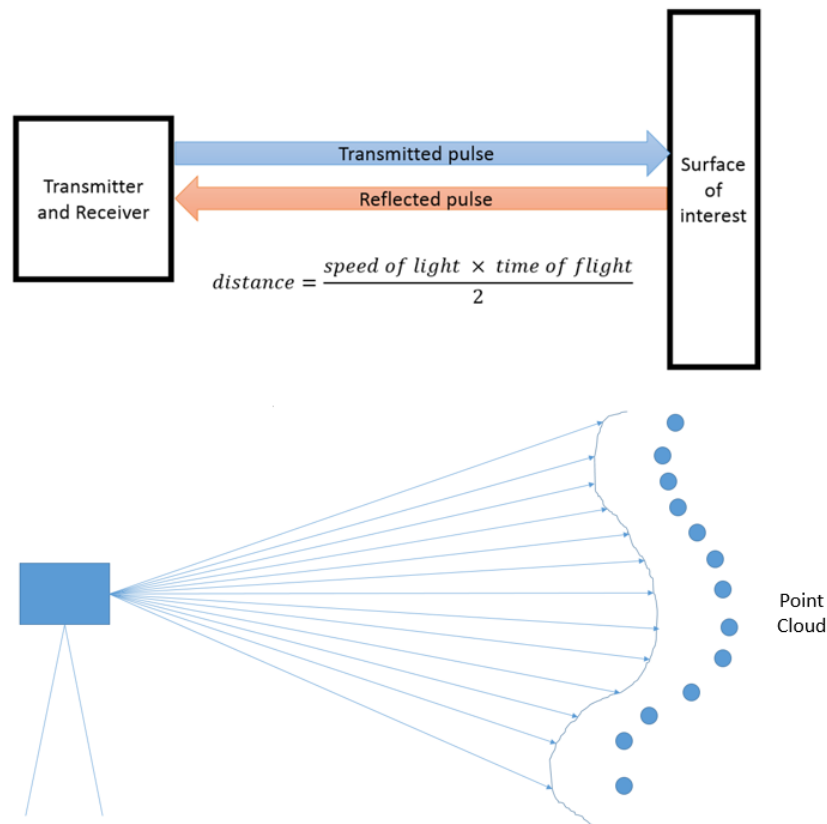 Transmitted pulse
Transmitter
and Receiver
Reflected pulse
Surface
of
interest
distance = speed of light × time of flight / 2
Point
Cloud